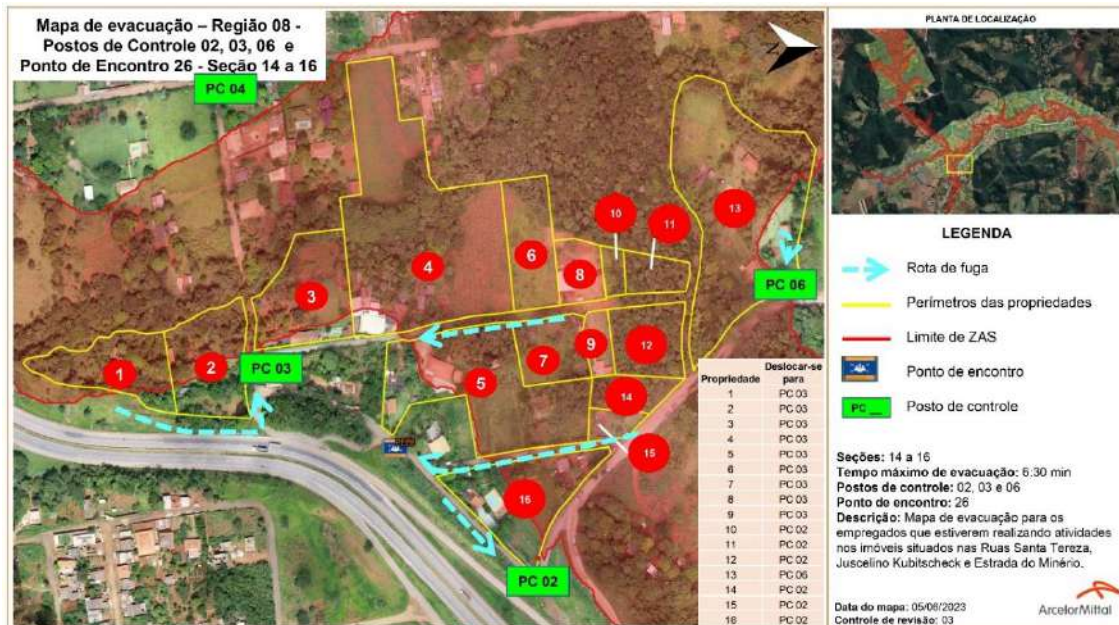 Mapa de evacuação – Região 08 -
Postos de Controle 02, 03, 06 e
Ponto de Encontro 26 - Seção 14 a 16
PC 04
N
10
11
13
6
8
4
3
PC 06
12
9
7
2
PC 03
1
5
14
15
16
PC 02
Propriedade Deslocar-se para
1 PC 03
2 PC 03
3 PC 03
4 PC 03
5 PC 03
6 PC 03
7 PC 03
8 PC 03
9 PC 03
10 PC 02
11 PC 02
12 PC 02
13 PC 06
14 PC 02
15 PC 02
16 PC 02
PLANTA DE LOCALIZAÇÃO
LEGENDA
Rota de fuga
Perímetros das propriedades
Limite de ZAS
Ponto de encontro
PC __ Posto de controle
Seções: 14 a 16
Tempo máximo de evacuação: 6:30 min
Postos de controle: 02, 03 e 06
Ponto de encontro: 26
Descrição: Mapa de evacuação para os
empregados que estiverem realizando atividades
nos imóveis situados nas Ruas Santa Tereza,
Juscelino Kubitscheck e Estrada do Minério.
Data do mapa: 05/06/2023
Controle de revisão: 03
ArcelorMittal